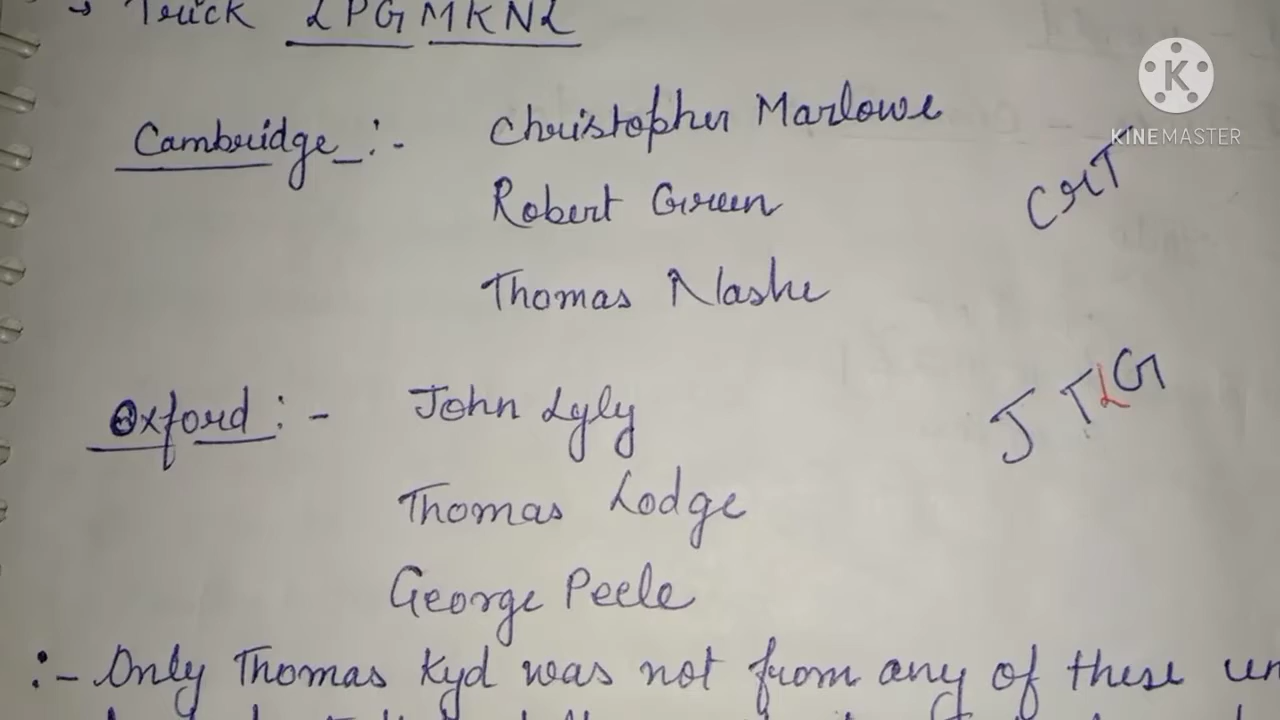 → Trick LPGMKNL
Cambridge :- Christopher Marlowe
KINEMASTER
CRT
Robert Green
Thomas Nashe
Oxford :- John Lyly
JTLG
Thomas Lodge
George Peele
:- Only Thomas Kyd was not from any of these un